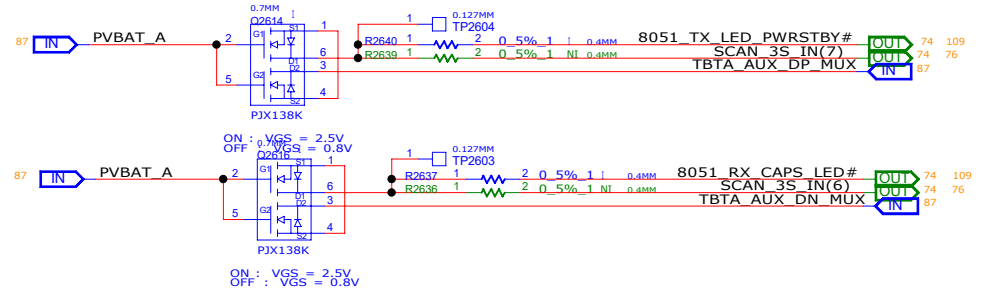 0.7MM I
Q2614
S1
1
G1
D1
D2
G2
S2
PJX138K
87 IN PVBAT_A 2
5
6
3
4
1 0.127MM
TP2604
R2640 1 2 0_5%_1 I 0.4MM 8051_TX_LED_PWRSTBY# OUT 74 109
R2639 1 2 0_5%_1 NI 0.4MM SCAN_3S_IN(7) OUT 74 76
TBTA_AUX_DP_MUX IN 87
ON : VGS = 2.5V
OFF : VGS = 0.8V
0.7MM I
Q2616
S1
1
G1
D1
D2
G2
S2
PJX138K
87 IN PVBAT_A 2
5
6
3
4
1 0.127MM
TP2603
R2637 1 2 0_5%_1 I 0.4MM 8051_RX_CAPS_LED# OUT 74 109
R2636 1 2 0_5%_1 NI 0.4MM SCAN_3S_IN(6) OUT 74 76
TBTA_AUX_DN_MUX IN 87
ON : VGS = 2.5V
OFF : VGS = 0.8V